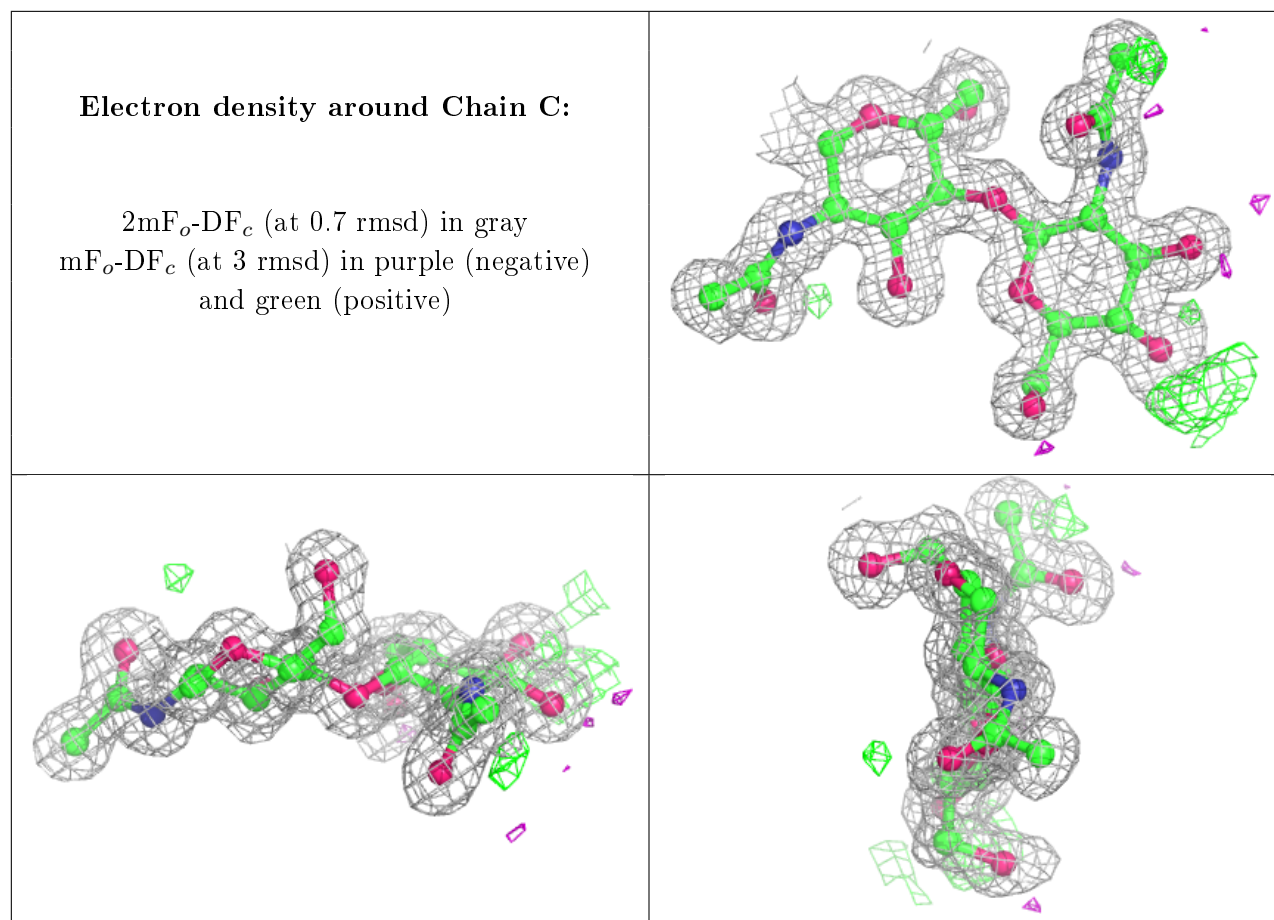 Electron density around Chain C:
2mFₒ-DF𝒸 (at 0.7 rmsd) in gray
mFₒ-DF𝒸 (at 3 rmsd) in purple (negative)
and green (positive)